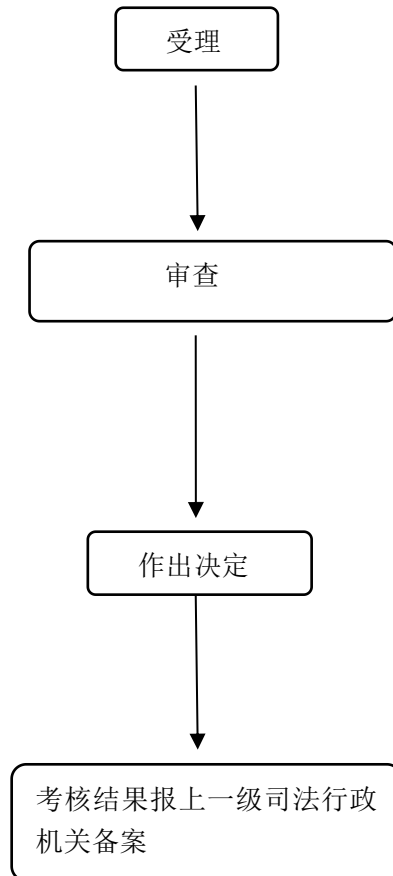 受理
审查
作出决定
考核结果报上一级司法行政
机关备案